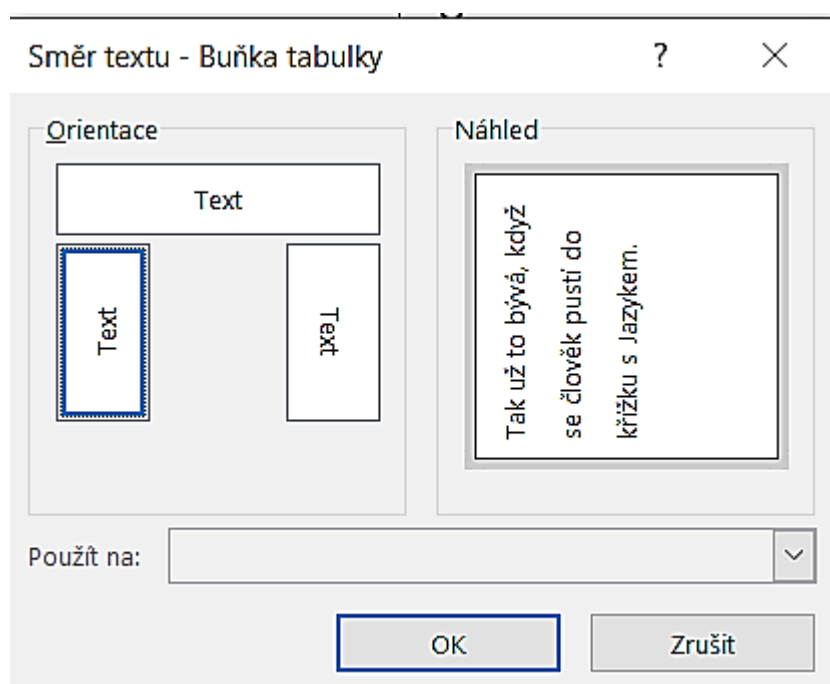 Směr textu - Buňka tabulky
Orientace
Text
Text
Text
Náhled
Tak už to bývá, když
se člověk pustí do
křížku s Jazykem.
Použít na:
OK
Zrušit